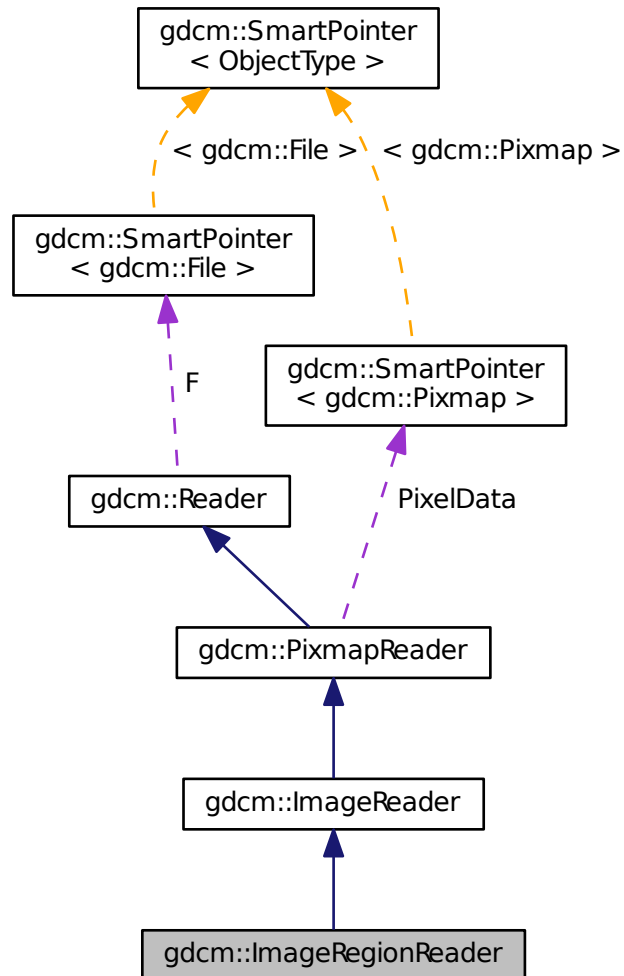 gdcm::SmartPointer
< ObjectType >
< gdcm::File >
< gdcm::Pixmap >
gdcm::SmartPointer
< gdcm::File >
gdcm::SmartPointer
< gdcm::Pixmap >
F
gdcm::Reader
PixelData
gdcm::PixmapReader
gdcm::ImageReader
gdcm::ImageRegionReader